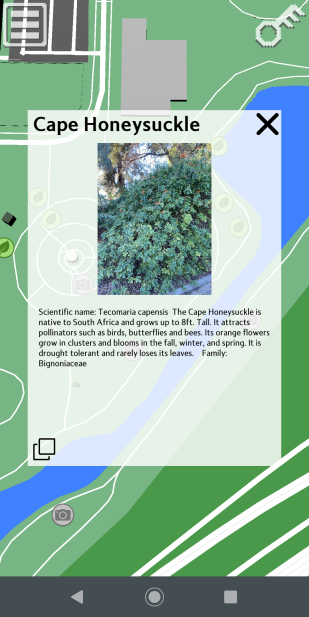 Cape Honeysuckle
Scientific name: Tecomaria capensis  The Cape Honeysuckle is
native to South Africa and grows up to 8ft. Tall. It attracts
pollinators such as birds, butterflies and bees. Its orange flowers
grow in clusters and blooms in the fall, winter, and spring. It is
drought tolerant and rarely loses its leaves.    Family:
Bignoniaceae